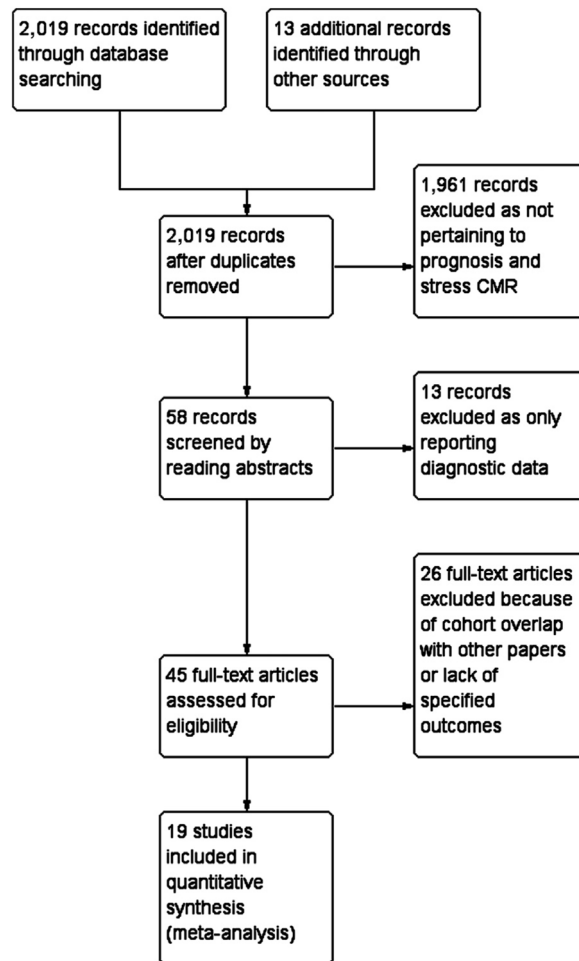 2,019 records identified
through database
searching
13 additional records
identified through
other sources
1,961 records
excluded as not
pertaining to
prognosis and
stress CMR
2,019 records
after duplicates
removed
58 records
screened by
reading abstracts
13 records
excluded as only
reporting
diagnostic data
26 full-text articles
excluded because
of cohort overlap
with other papers
or lack of
specified
outcomes
45 full-text articles
assessed for
eligibility
19 studies
included in
quantitative
synthesis
(meta-analysis)